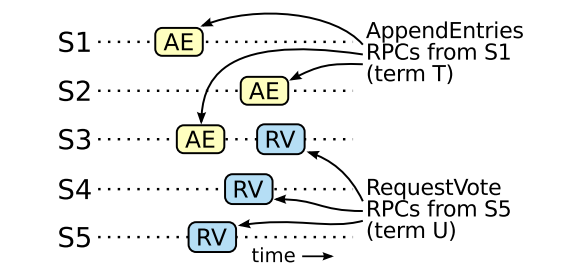 AppendEntries
RPCs from S1
(term T)
S1 AE
S2 AE
S3 AE RV
S4 RV
S5 RV
RequestVote
RPCs from S5
(term U)
time